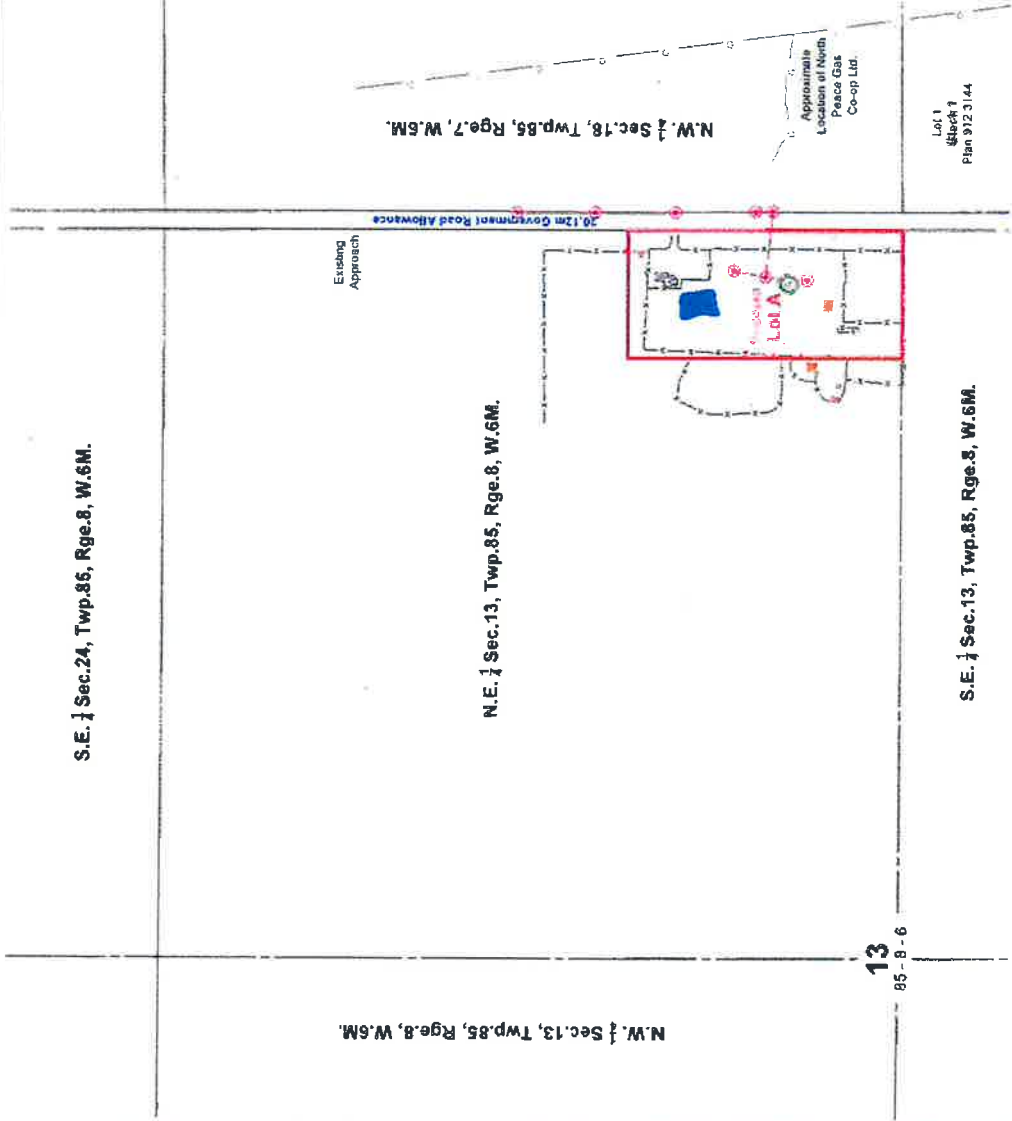 S.E. ¼ Sec.24, Twp.85, Rge.8, W.6M.
Existing
Approach
20.12m Government Road Allowance
N.W. ¼ Sec.18, Twp.85, Rge.7, W.6M.
Approximate
Location of North
Peace Gas
Co-op Ltd.
Lot 1
Block 1
Plan 912 3144
N.E. ¼ Sec.13, Twp.85, Rge.8, W.6M.
Lot A
N.W. ¼ Sec.13, Twp.85, Rge.8, W.6M.
13
85-8-6
S.E. ¼ Sec.13, Twp.85, Rge.8, W.6M.